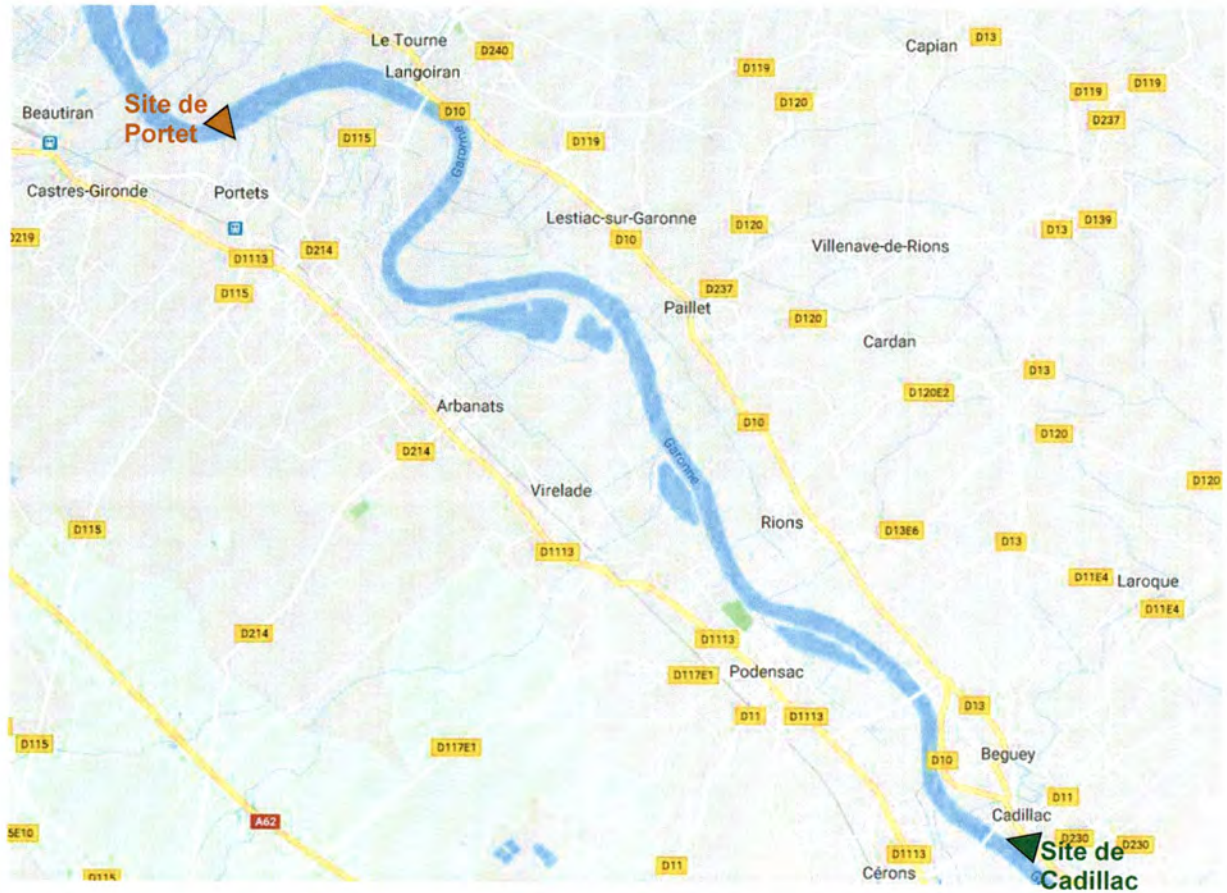 Le Tourne
D240
Capian
D13
Langoiran
D119
D119
D120
D119
D237
Site de
Portet
Beautiran
D10
D115
D119
Garonne
Castres-Gironde
Portets
Lestiac-sur-Garonne
D120
D139
D13
D219
D10
Villenave-de-Rions
D1113
D214
D115
D237
Paillet
D120
Cardan
D13
D120E2
Arbanats
D10
D120
D214
Garonne
D120
Virelade
Rions
D115
D13E6
D13
D1113
D11E4
Laroque
D11E4
D214
D1113
Podensac
D117E1
D13
D11
D1113
D115
D117E1
Beguey
D10
D11
Cadillac
A62
5E10
D230
D230
Site de
Cadillac
D1113
D11
Cérons
D115